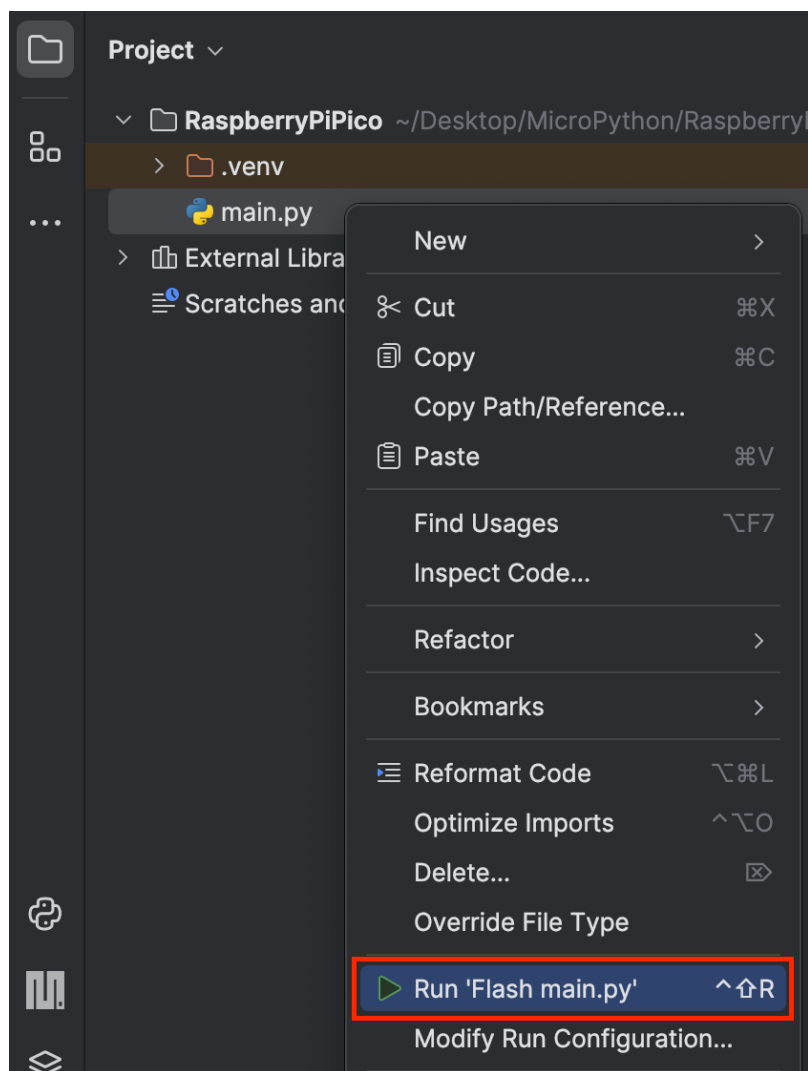 Project
RaspberryPiPico ~/Desktop/MicroPython/Raspberry
.venv
main.py
External Libra
Scratches and
New
Cut ⌘X
Copy ⌘C
Copy Path/Reference...
Paste ⌘V
Find Usages ⌥F7
Inspect Code...
Refactor
Bookmarks
Reformat Code ⌥⌘L
Optimize Imports ^⌥O
Delete... ⌦
Override File Type
Run 'Flash main.py' ^⇧R
Modify Run Configuration...